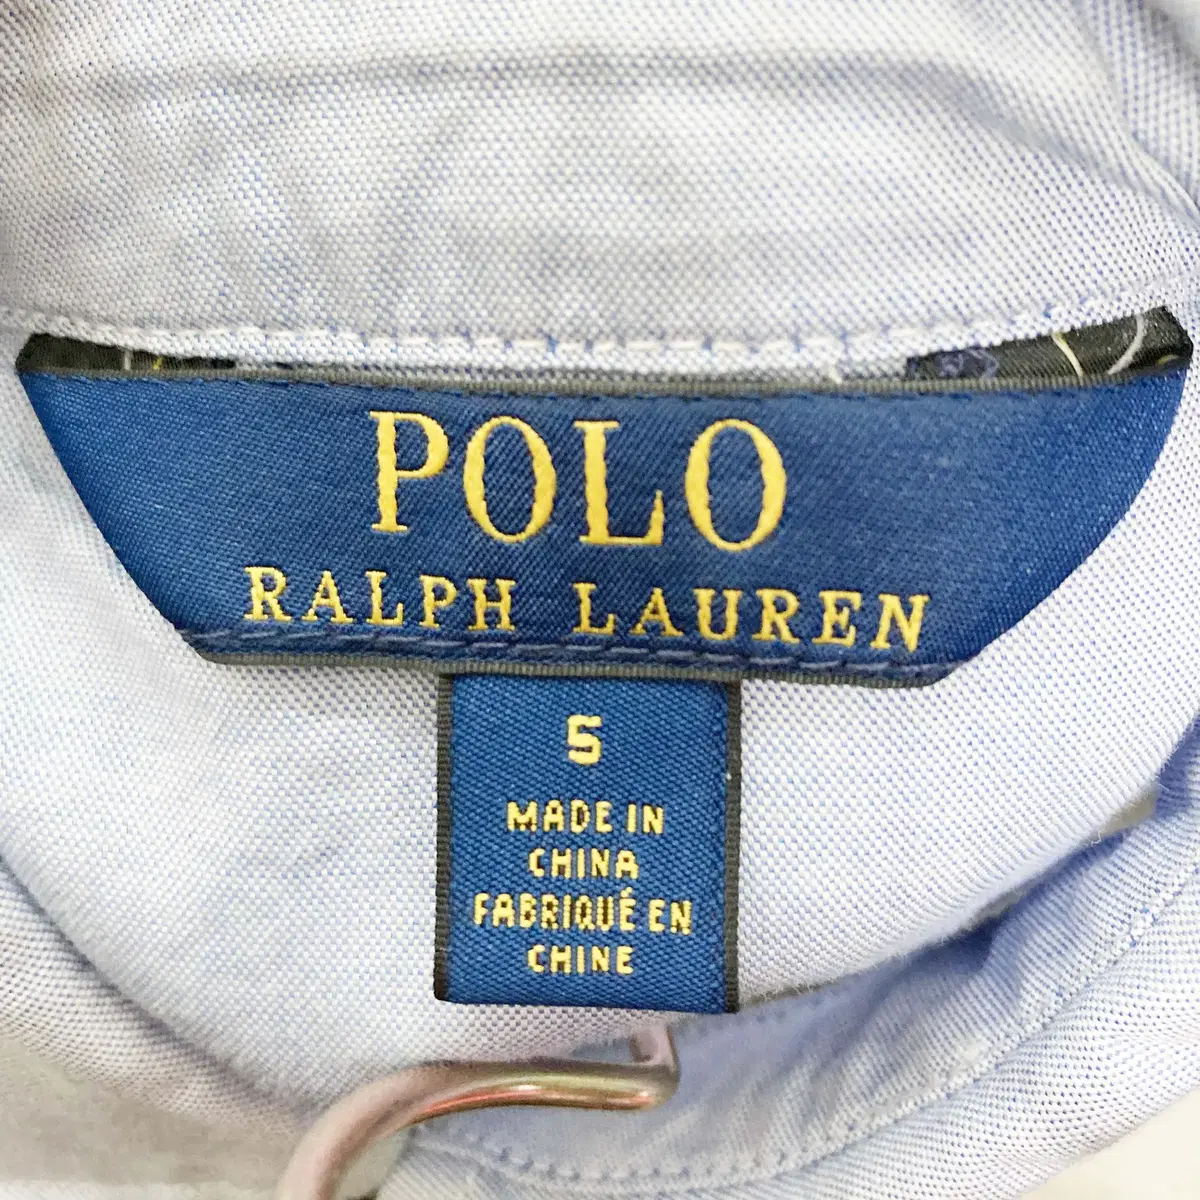 POLO
RALPH LAUREN
5
MADE IN
CHINA
FABRIQUÉ EN
CHINE